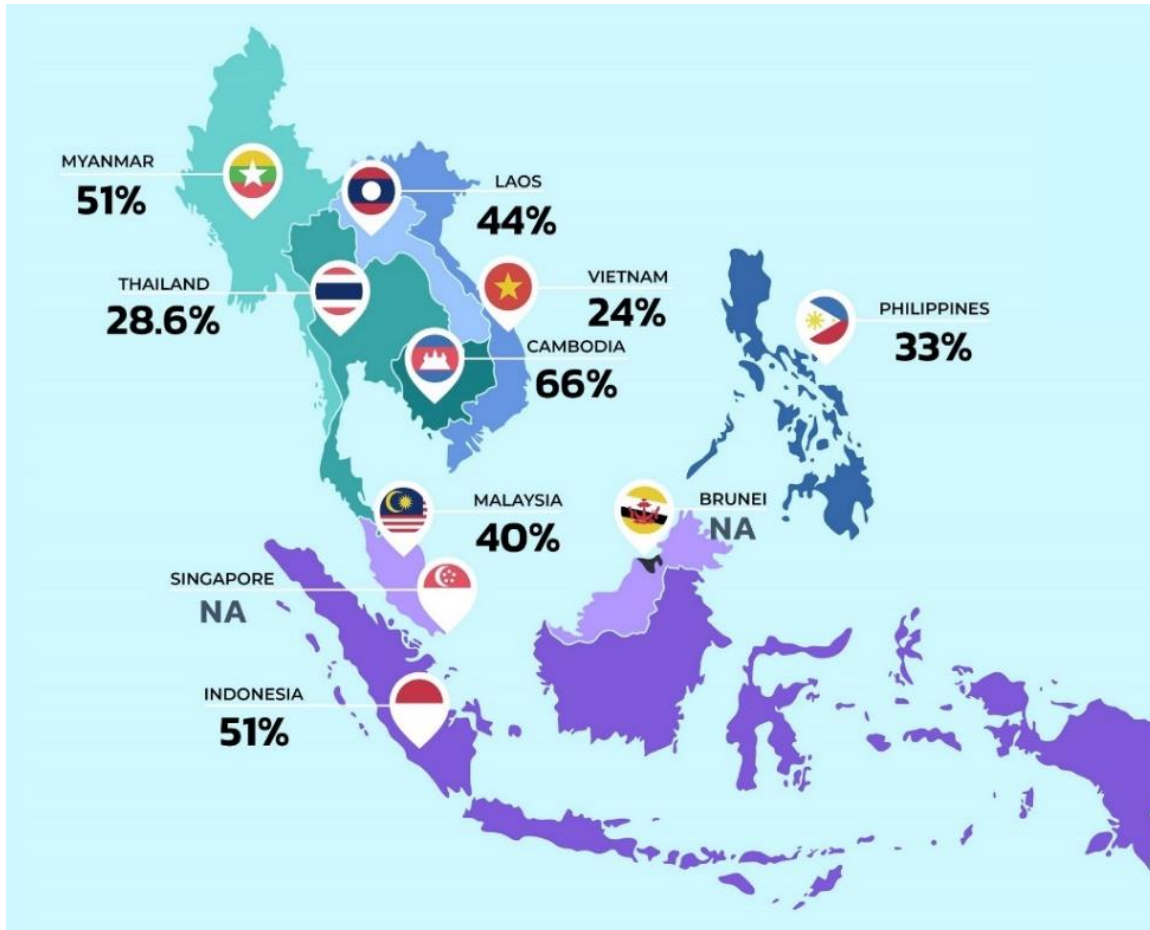 MYANMAR
51%
LAOS
44%
THAILAND
28.6%
VIETNAM
24%
PHILIPPINES
33%
CAMBODIA
66%
MALAYSIA
40%
BRUNEI
NA
SINGAPORE
NA
INDONESIA
51%